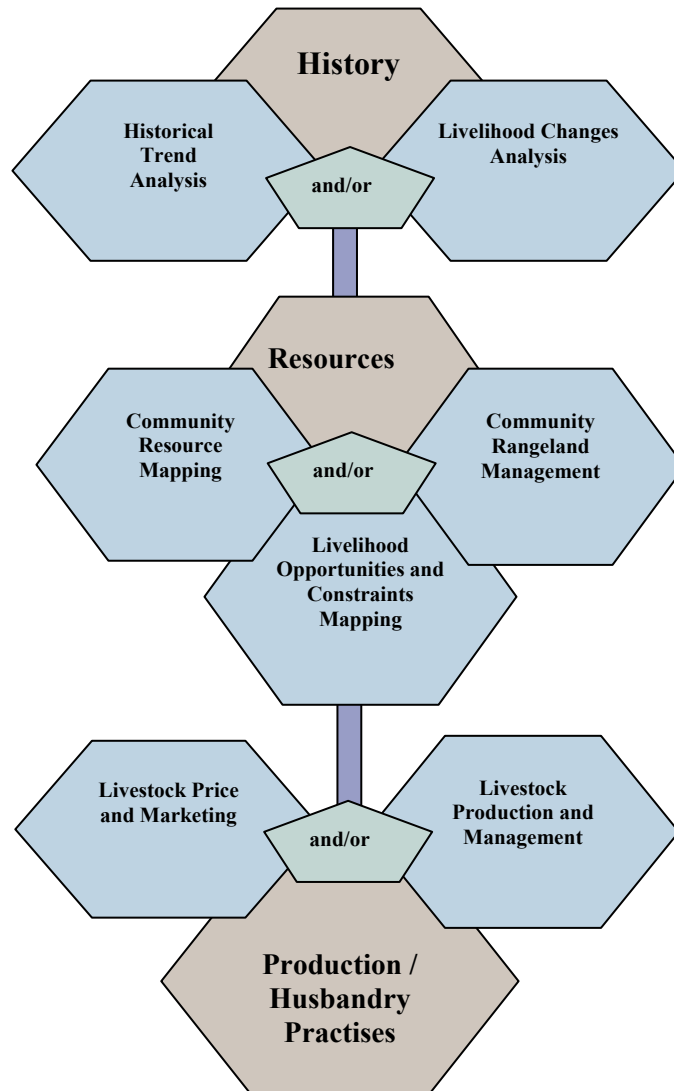 History
Historical
Trend
Analysis
Livelihood Changes
Analysis
and/or
Resources
Community
Resource
Mapping
Community
Rangeland
Management
and/or
Livelihood
Opportunities and
Constraints
Mapping
Livestock Price
and Marketing
Livestock
Production and
Management
and/or
Production /
Husbandry
Practises